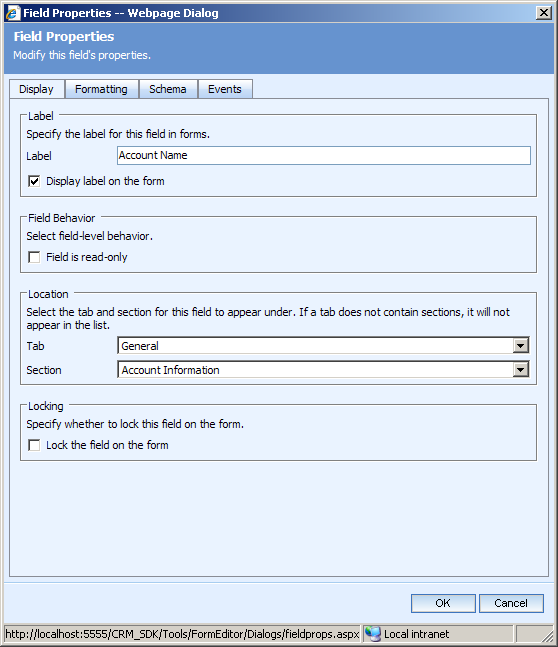 Field Properties -- Webpage Dialog
Field Properties
Modify this field's properties.
Display Formatting Schema Events
Label
Specify the label for this field in forms.
Label Account Name
Display label on the form
Field Behavior
Select field-level behavior.
Field is read-only
Location
Select the tab and section for this field to appear under. If a tab does not contain sections, it will not
appear in the list.
Tab General
Section Account Information
Locking
Specify whether to lock this field on the form.
Lock the field on the form
OK Cancel
http://localhost:5555/CRM_SDK/Tools/FormEditor/Dialogs/fieldprops.aspx Local intranet